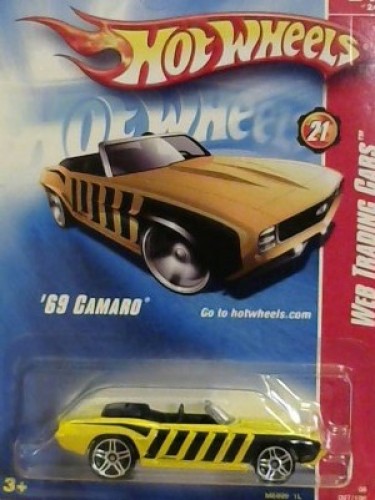 HOT WHEELS
21
WEB TRADING CARS™
'69 CAMARO®
Go to hotwheels.com
3+